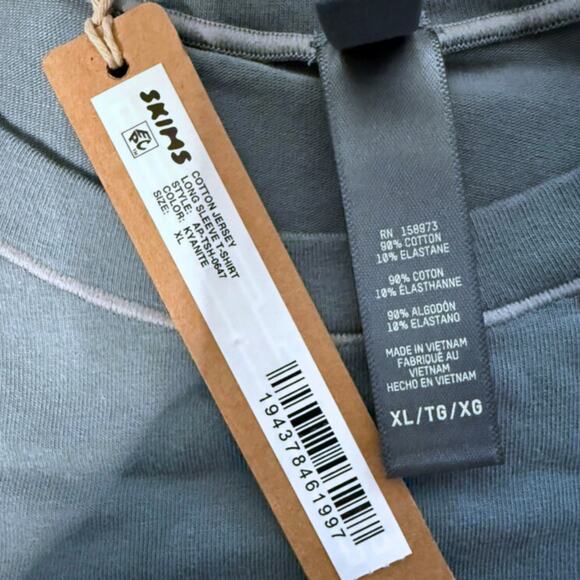 SKIMS
EPC
COTTON JERSEY
LONG SLEEVE T-SHIRT
STYLE: AP-TSH-0647
COLOR: KYANITE
SIZE: XL
194378461997
RN 158973
90% COTTON
10% ELASTANE
90% COTON
10% ÉLASTHANNE
90% ALGODÓN
10% ELASTANO
MADE IN VIETNAM
FABRIQUÉ AU
VIETNAM
HECHO EN VIETNAM
XL/TG/XG